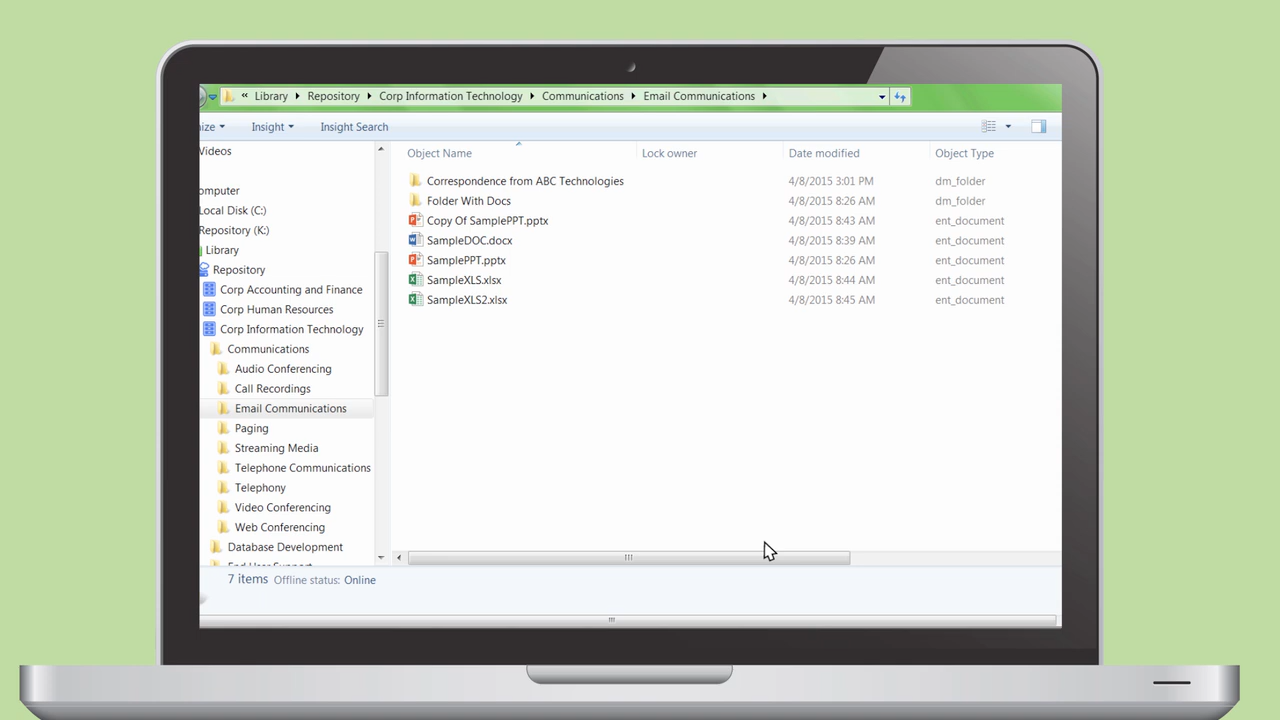 « Library Repository Corp Information Technology Communications Email Communications
ize Insight Insight Search
Object Name Lock owner Date modified Object Type
Videos
omputer
Local Disk (C:)
Repository (K:)
Library
Repository
Corp Accounting and Finance
Corp Human Resources
Corp Information Technology
Communications
Audio Conferencing
Call Recordings
Email Communications
Paging
Streaming Media
Telephone Communications
Telephony
Video Conferencing
Web Conferencing
Database Development
End User Support
Correspondence from ABC Technologies 4/8/2015 3:01 PM dm_folder
Folder With Docs 4/8/2015 8:26 AM dm_folder
Copy Of SamplePPT.pptx 4/8/2015 8:43 AM ent_document
SampleDOC.docx 4/8/2015 8:39 AM ent_document
SamplePPT.pptx 4/8/2015 8:26 AM ent_document
SampleXLS.xlsx 4/8/2015 8:44 AM ent_document
SampleXLS2.xlsx 4/8/2015 8:45 AM ent_document
7 items Offline status: Online